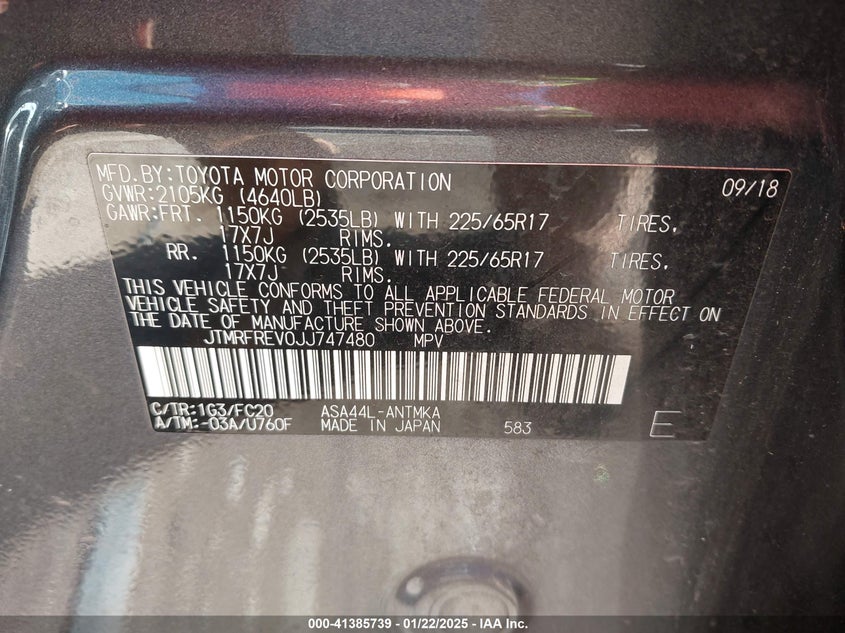 MFD.BY:TOYOTA MOTOR CORPORATION 09/18
GVWR:2105KG (4640LB)
GAWR:FRT. 1150KG (2535LB) WITH 225/65R17 TIRES,
17X7J RIMS.
RR. 1150KG (2535LB) WITH 225/65R17 TIRES,
17X7J RIMS.
THIS VEHICLE CONFORMS TO ALL APPLICABLE FEDERAL MOTOR
VEHICLE SAFETY AND THEFT PREVENTION STANDARDS IN EFFECT ON
THE DATE OF MANUFACTURE SHOWN ABOVE.
JTMRFREV0JJ747480 MPV
C/TR:1G3/FC20 ASA44L-ANTMKA
A/TM:-03A/U760F MADE IN JAPAN 583 E
000-41385739 - 01/22/2025 - IAA Inc.